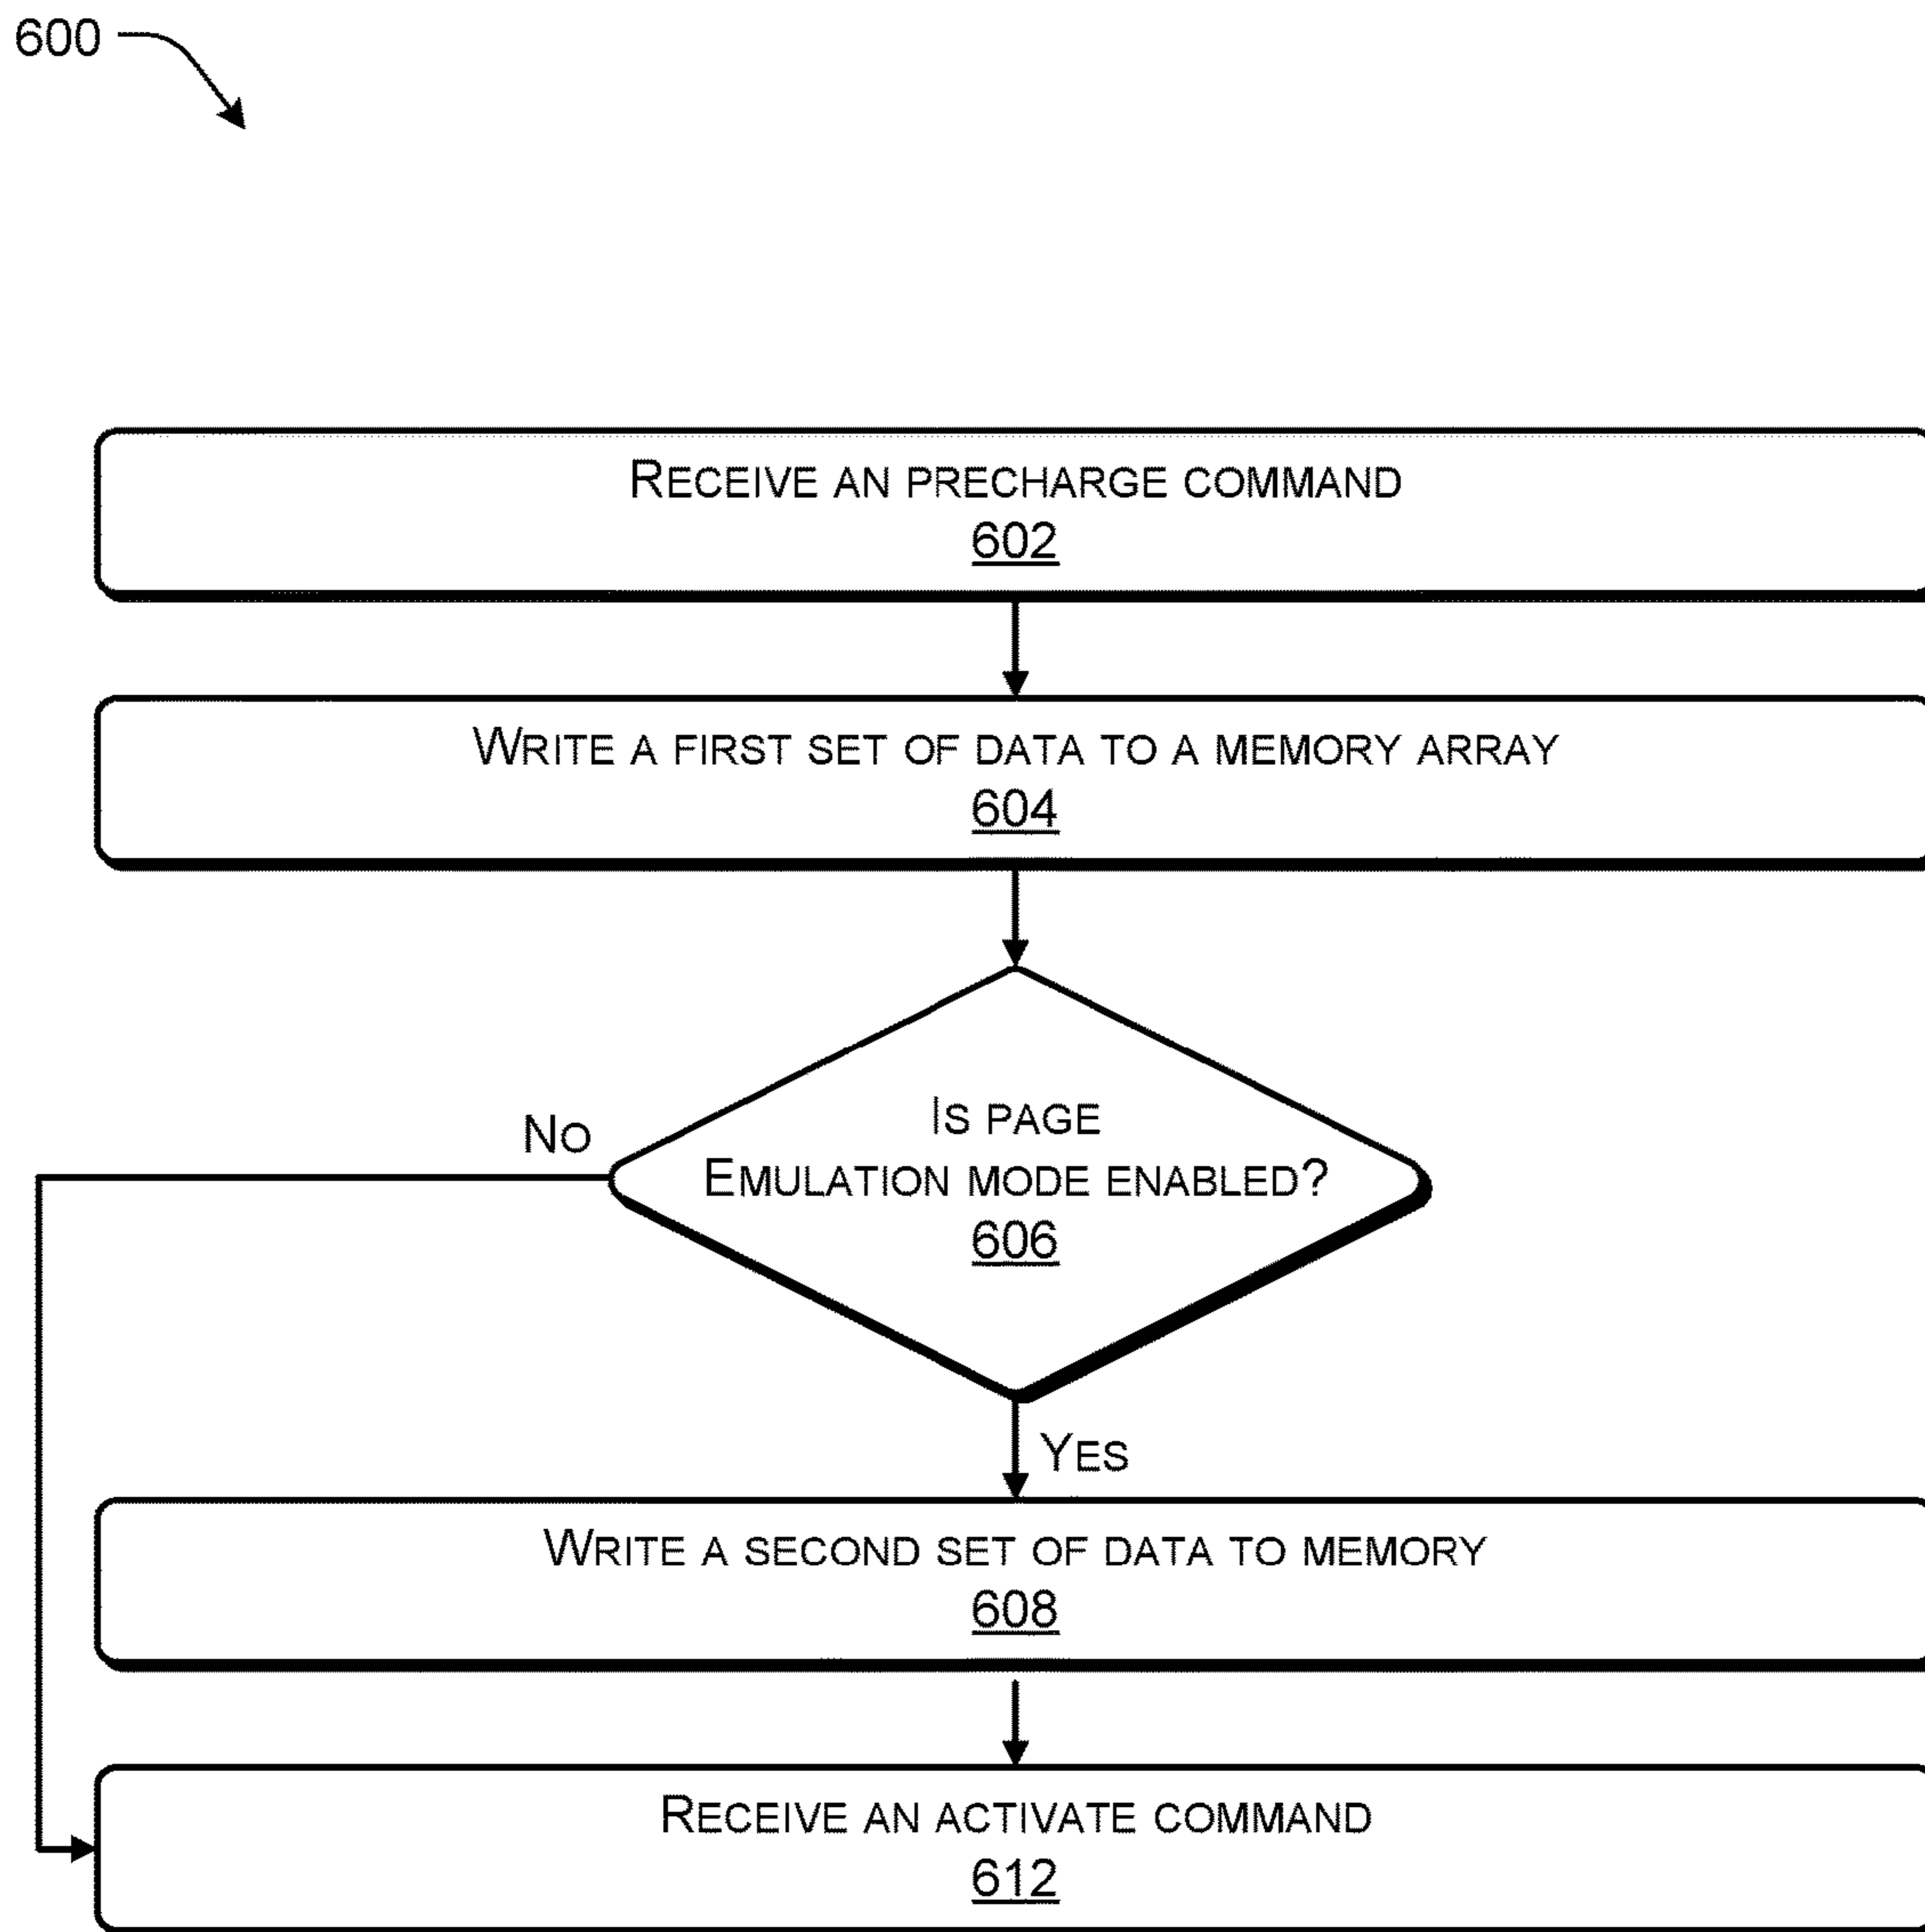 600
RECEIVE AN PRECHARGE COMMAND
602
WRITE A FIRST SET OF DATA TO A MEMORY ARRAY
604
IS PAGE
EMULATION MODE ENABLED?
606
NO
YES
WRITE A SECOND SET OF DATA TO MEMORY
608
RECEIVE AN ACTIVATE COMMAND
612